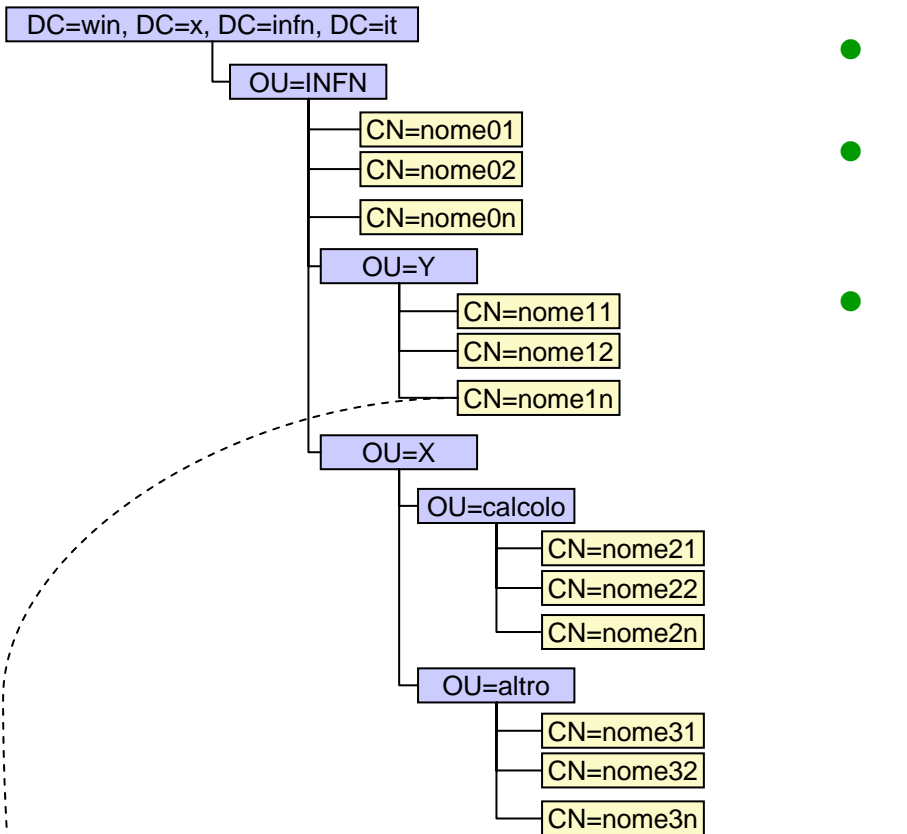 DC=win, DC=x, DC=infn, DC=it
OU=INFN
CN=nome01
CN=nome02
CN=nome0n
OU=Y
CN=nome11
CN=nome12
CN=nome1n
OU=X
OU=calcolo
CN=nome21
CN=nome22
CN=nome2n
OU=altro
CN=nome31
CN=nome32
CN=nome3n